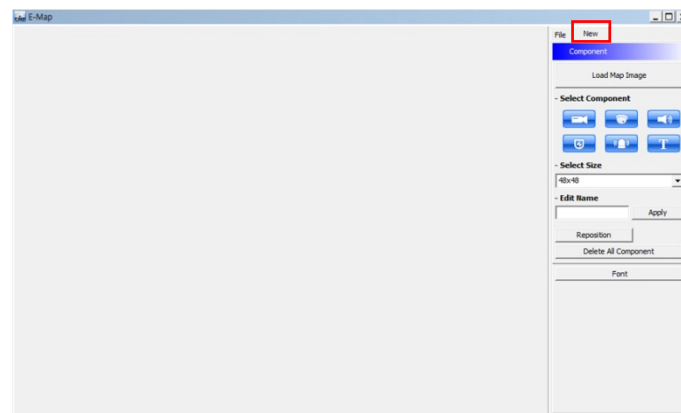 E-Map
File New
Component
Load Map Image
- Select Component
T
- Select Size
48x48
- Edit Name
Apply
Reposition
Delete All Component
Font